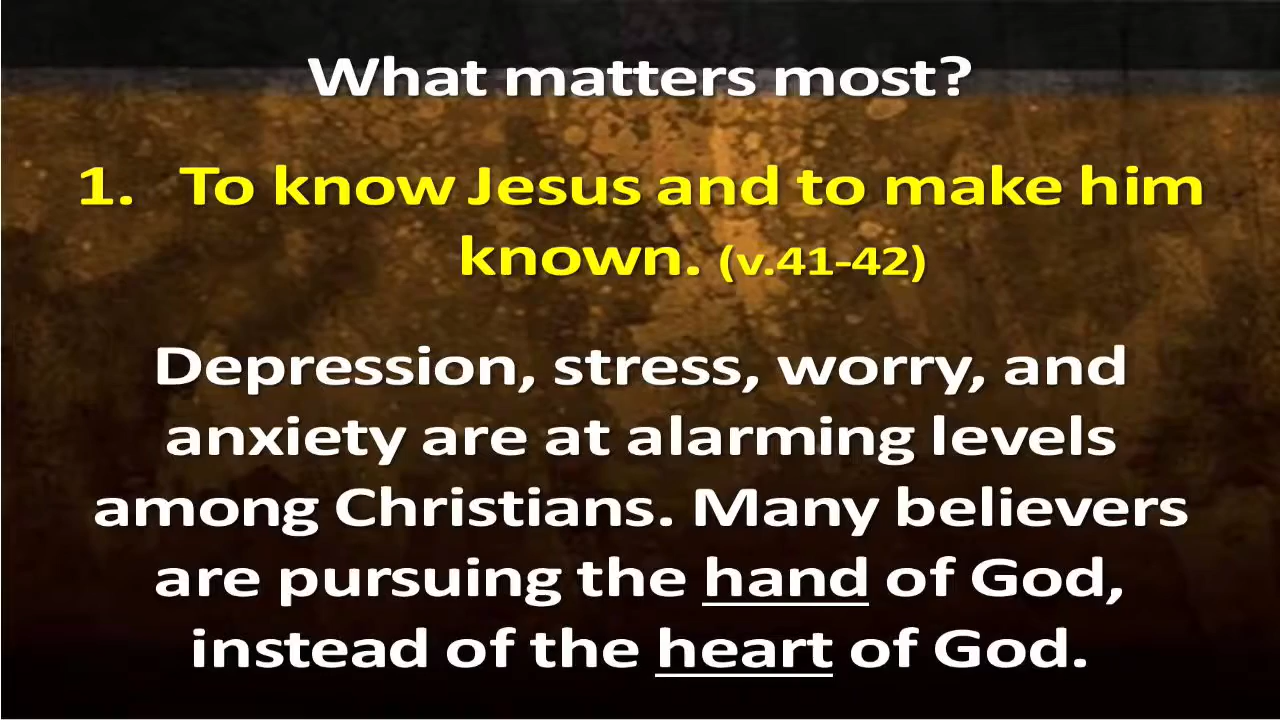 What matters most?
1. To know Jesus and to make him
known. (v.41-42)
Depression, stress, worry, and
anxiety are at alarming levels
among Christians. Many believers
are pursuing the hand of God,
instead of the heart of God.